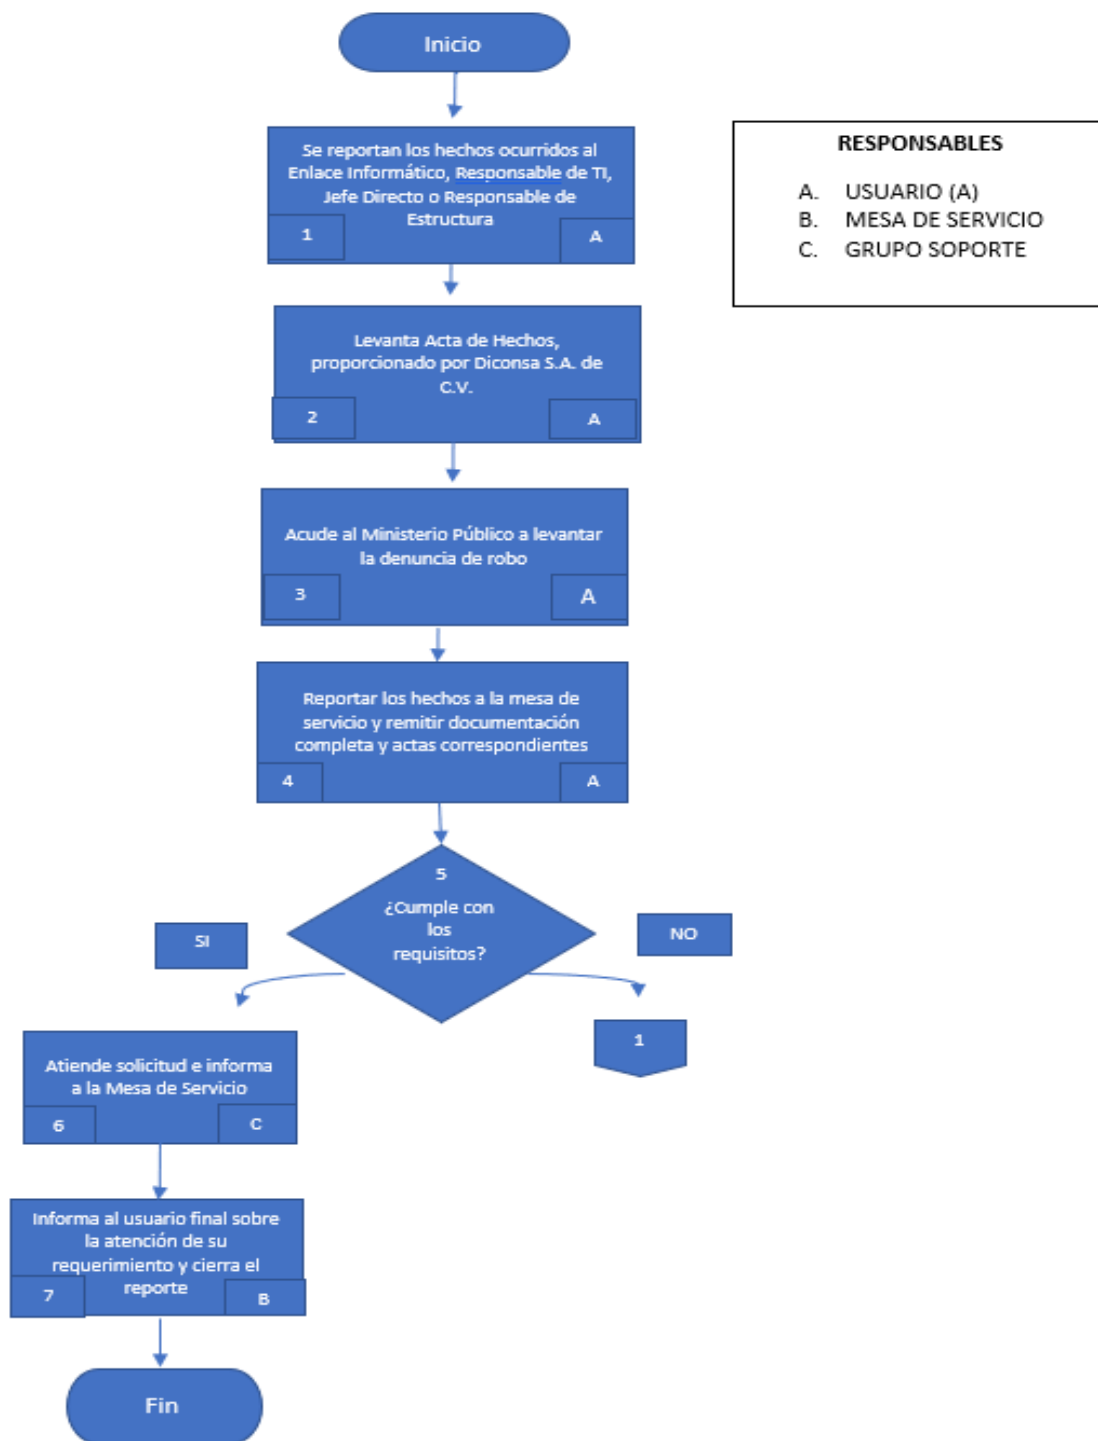 Inicio
Se reportan los hechos ocurridos al
Enlace Informático, Responsable de TI,
Jefe Directo o Responsable de
Estructura
1
A
RESPONSABLES
A. USUARIO (A)
B. MESA DE SERVICIO
C. GRUPO SOPORTE
Levanta Acta de Hechos,
proporcionado por Diconsa S.A. de
C.V.
2
A
Acude al Ministerio Público a levantar
la denuncia de robo
3
A
Reportar los hechos a la mesa de
servicio y remitir documentación
completa y actas correspondientes
4
A
5
¿Cumple con
los
requisitos?
SI
NO
1
Atiende solicitud e informa
a la Mesa de Servicio
6
C
Informa al usuario final sobre
la atención de su
requerimiento y cierra el
reporte
7
B
Fin